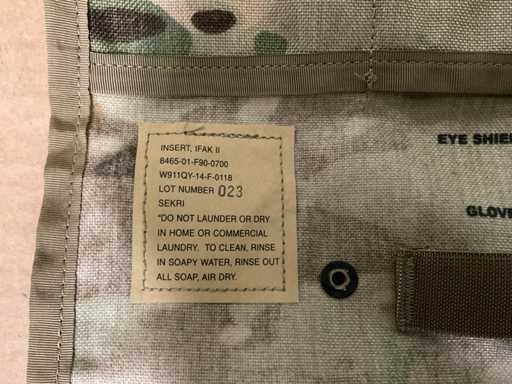 INSERT, IFAK II
8465-01-F90-0700
W911QY-14-F-0118
LOT NUMBER 023
SEKRI
*DO NOT LAUNDER OR DRY
IN HOME OR COMMERCIAL
LAUNDRY. TO CLEAN, RINSE
IN SOAPY WATER, RINSE OUT
ALL SOAP, AIR DRY.
EYE SHIE
GLOVE